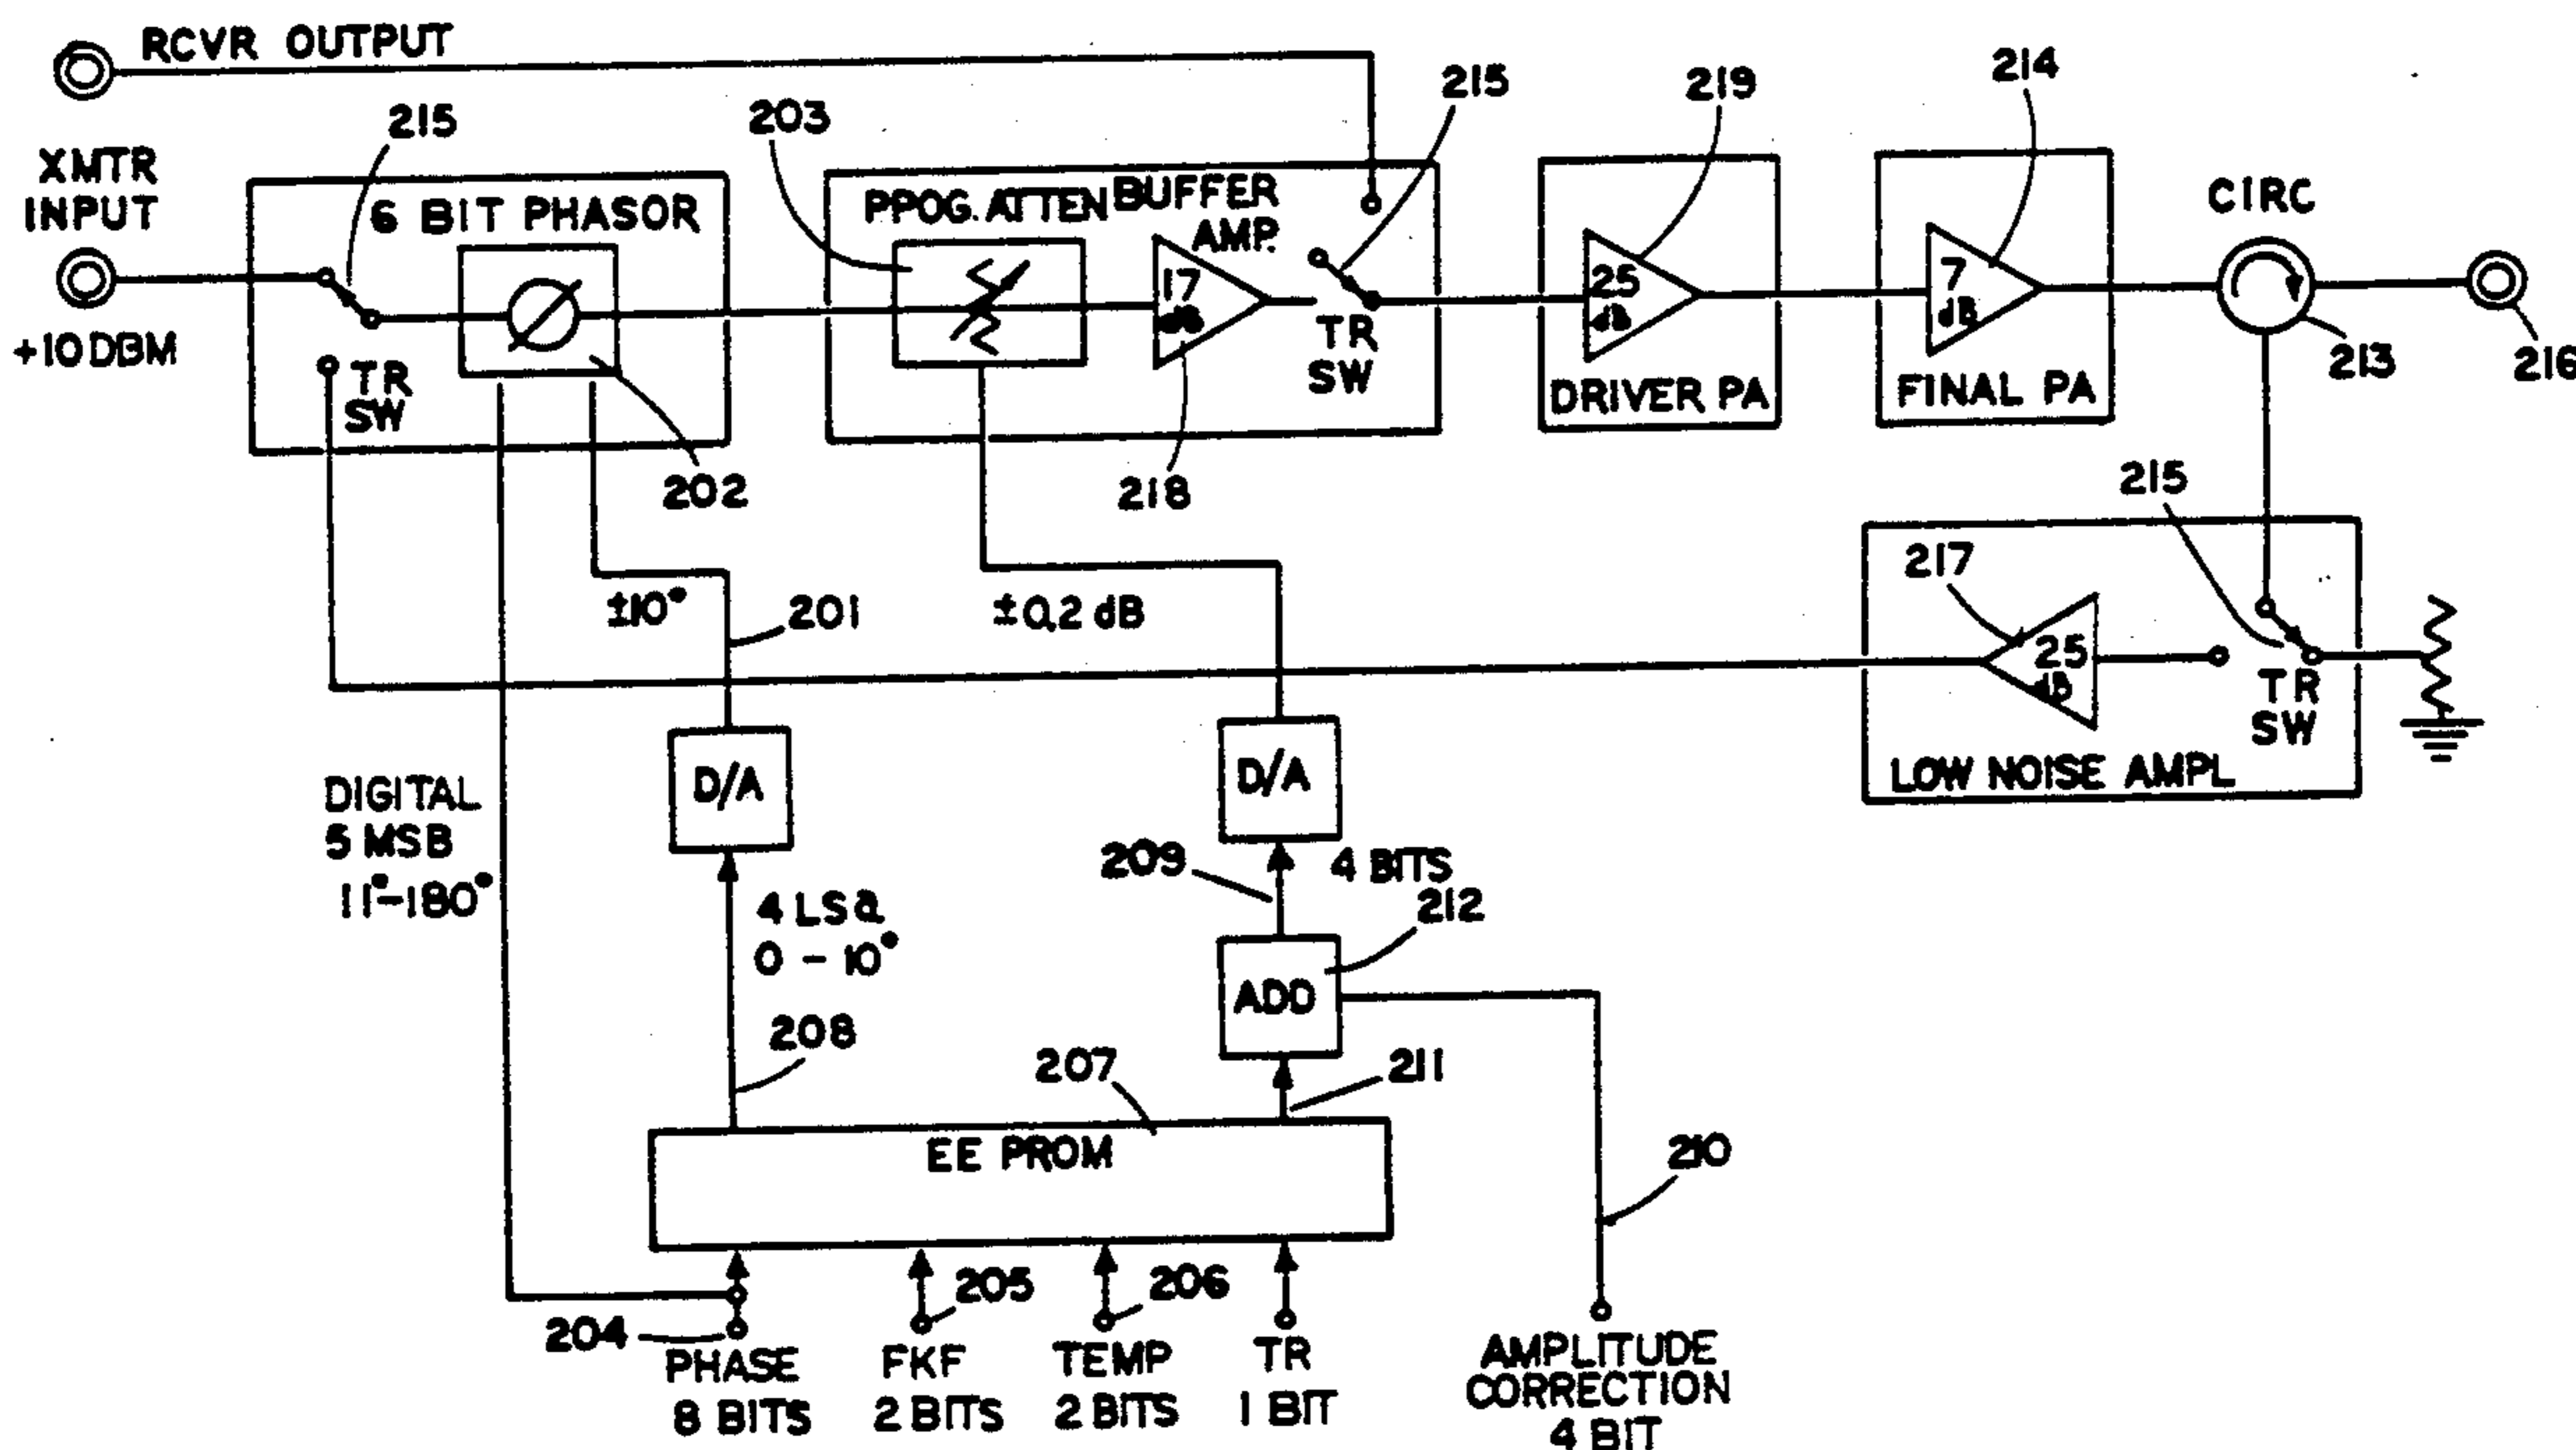 RCVR OUTPUT
215
219
214
203
215
XMTR
INPUT
6 BIT PHASOR
PPOG. ATTEN
BUFFER
AMP.
CIRC
17
dB
25
dB
7
dB
+10 DBM
TR
SW
TR
SW
DRIVER PA
FINAL PA
213
216
202
218
215
217
±10°
201
±0.2 dB
25
dB
TR
SW
LOW NOISE AMPL
D/A
D/A
DIGITAL
5 MSB
11°-180°
209
4 BITS
212
4 LSB
0 - 10°
ADD
208
207
211
EE PROM
210
205
206
204
PHASE
8 BITS
FKF
2 BITS
TEMP
2 BITS
TR
1 BIT
AMPLITUDE
CORRECTION
4 BIT